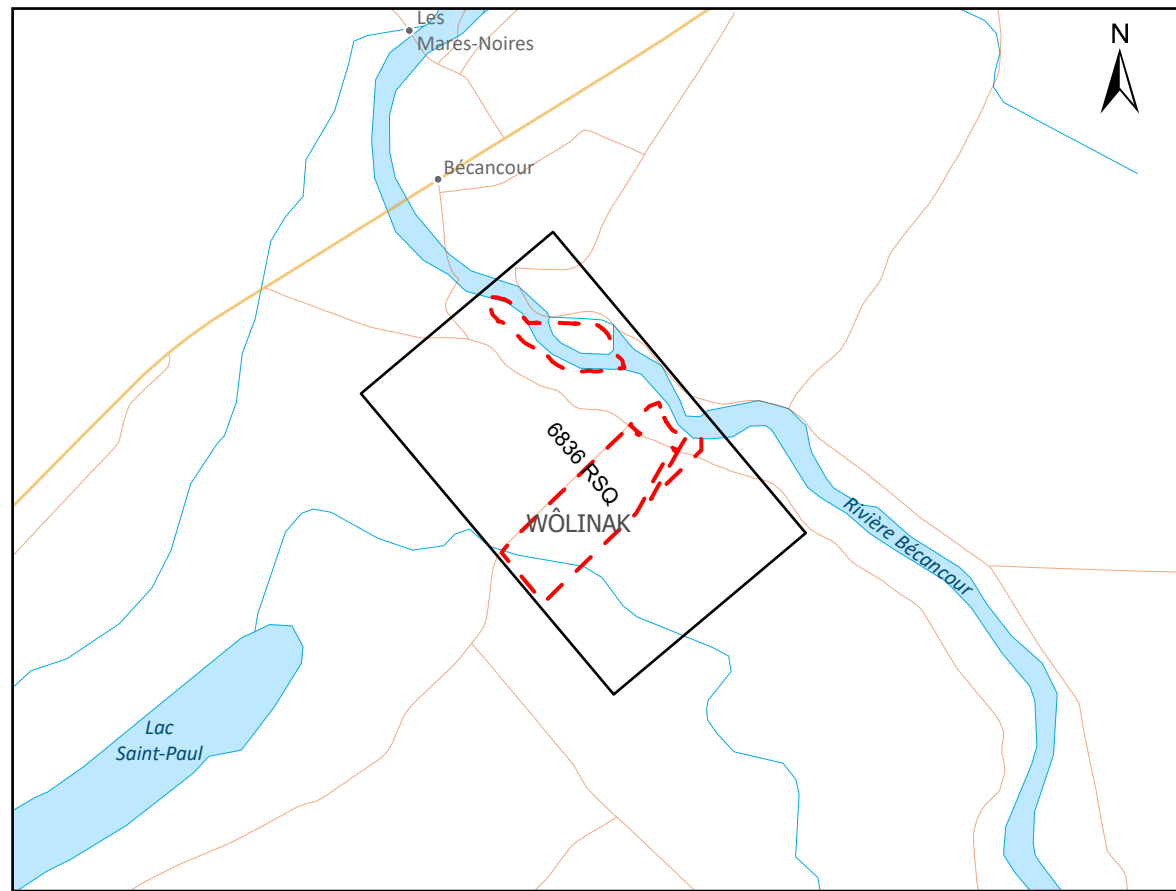 Les
Mares-Noires
N
Bécancour
6836 RSQ
WÔLINAK
Rivière Bécancour
Lac
Saint-Paul